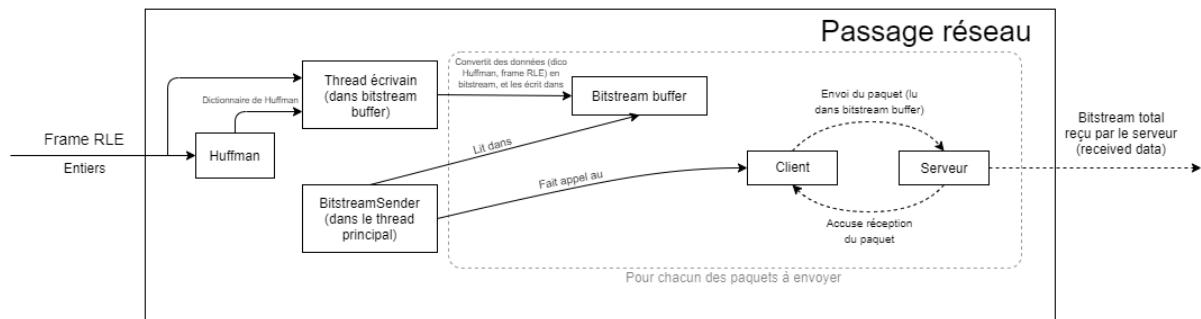 Passage réseau
Frame RLE
Entiers
Huffman
Dictionnaire de Huffman
Thread écrivain
(dans bitstream
buffer)
BitstreamSender
(dans le thread
principal)
Convertit des données (dico
Huffman, frame RLE) en
bitstream, et les écrit dans
Bitstream buffer
Lit dans
Fait appel au
Client
Envoi du paquet (lu
dans bitstream buffer)
Serveur
Accuse réception
du paquet
Pour chacun des paquets à envoyer
Bitstream total
reçu par le serveur
(received data)